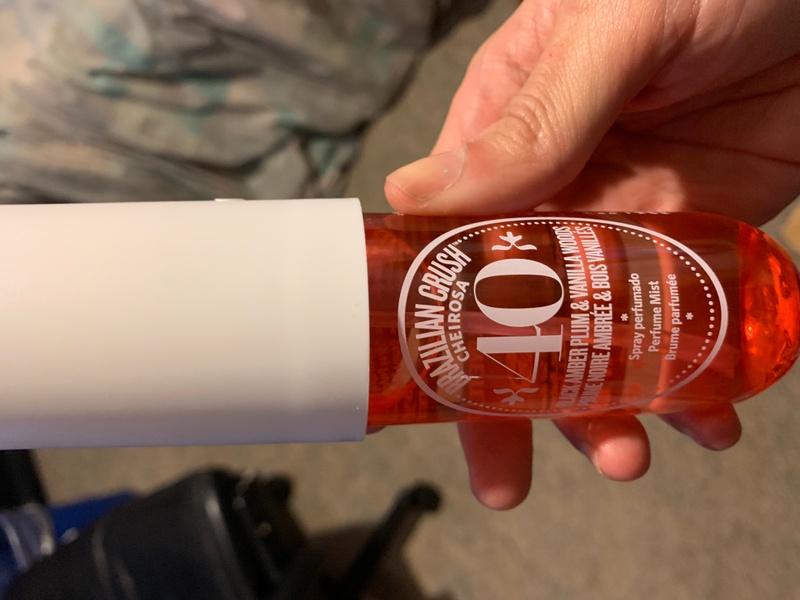 BRAZILIAN CRUSH™
CHEIROSA
40
BLACK AMBER PLUM & VANILLA WOODS
PRUNE NOIRE AMBRÉE & BOIS VANILLÉS
Spray perfumado
Perfume Mist
Brume parfumée